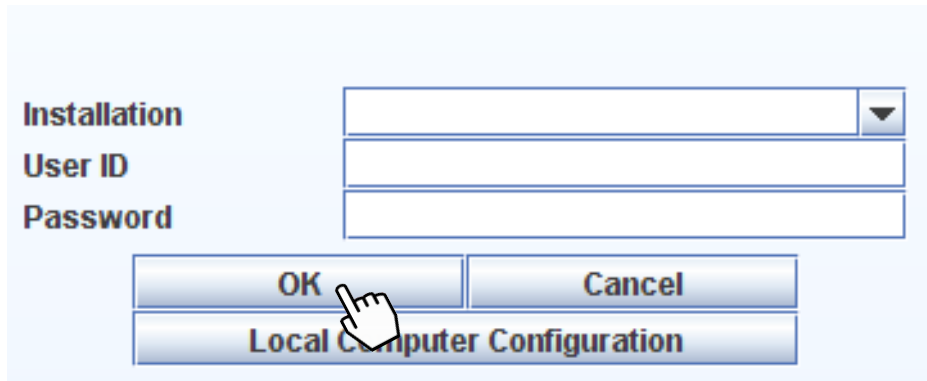 Installation
User ID
Password
OK Cancel
Local Computer Configuration